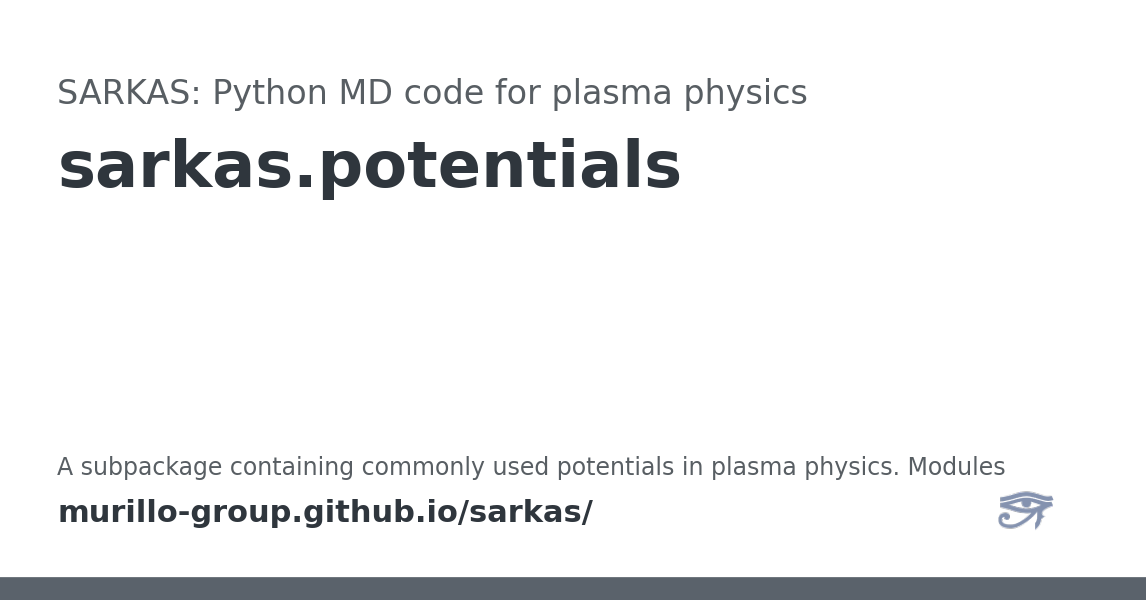 SARKAS: Python MD code for plasma physics
sarkas.potentials
A subpackage containing commonly used potentials in plasma physics. Modules
murillo-group.github.io/sarkas/